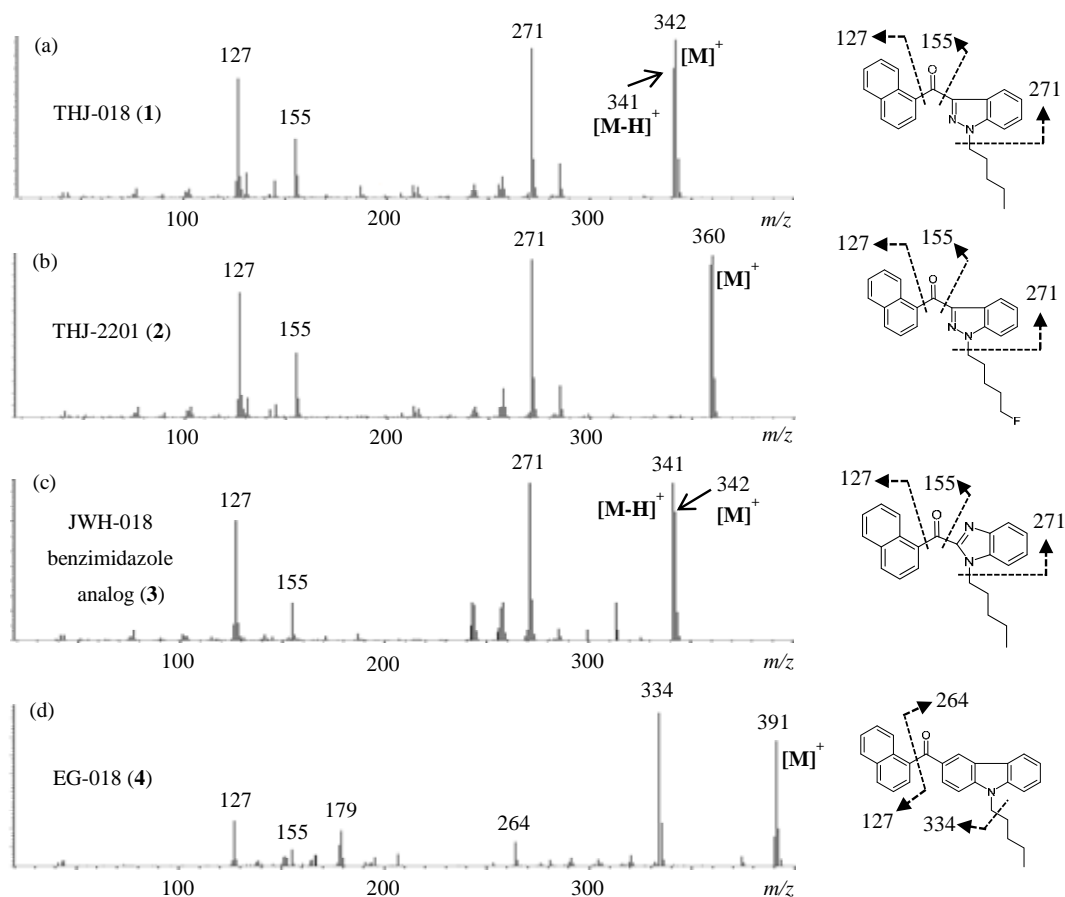 (a)
THJ-018 (1)
127
155
271
342
[M]+
341
[M-H]+
100
200
300
m/z
127
155
271
O
N
N
(b)
THJ-2201 (2)
127
155
271
360
[M]+
100
200
300
m/z
127
155
271
O
N
N
F
(c)
JWH-018
benzimidazole
analog (3)
127
155
271
341
[M-H]+
342
[M]+
100
200
300
m/z
127
155
271
O
N
N
(d)
EG-018 (4)
127
155
179
264
334
391
[M]+
100
200
300
m/z
264
127
334
O
N